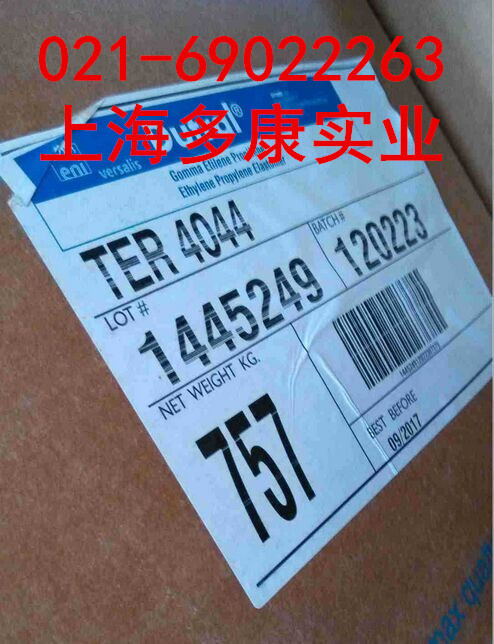 021-69022263
上海多康实业
eni
versalis
Gomma Etilene
Ethylene Propylene Elastomer
TER 4044
LOT #
1445249
BATCH #
120223
NET WEIGHT KG.
757
BEST BEFORE
09/2017
max